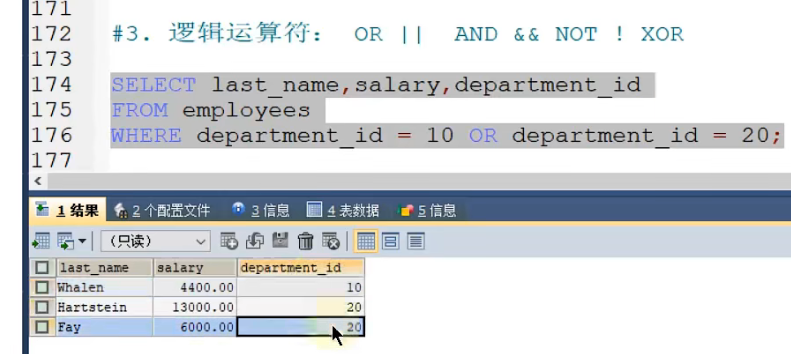 171
172 #3. 逻辑运算符： OR || AND && NOT ! XOR
173
174 SELECT last_name,salary,department_id
175 FROM employees
176 WHERE department_id = 10 OR department_id = 20;
177
1 结果 2 个配置文件 3 信息 4 表数据 5 信息
（只读）
last_name salary department_id
Whalen 4400.00 10
Hartstein 13000.00 20
Fay 6000.00 20